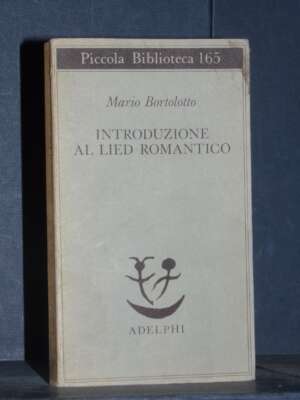 Piccola Biblioteca 165
Mario Bortolotto
INTRODUZIONE
AL LIED ROMANTICO
ADELPHI